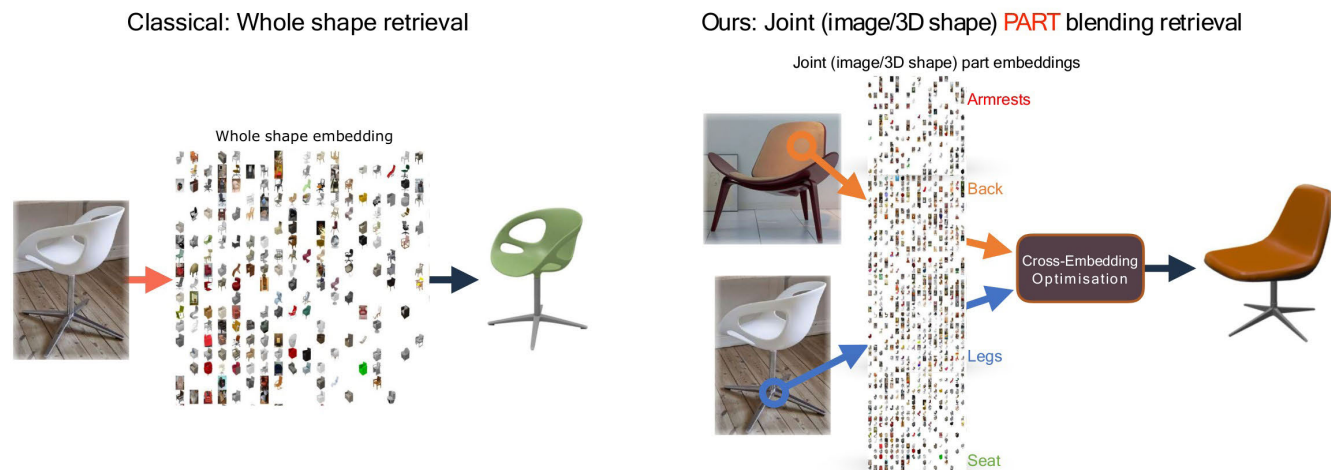 Classical: Whole shape retrieval
Whole shape embedding
Ours: Joint (image/3D shape) PART blending retrieval
Joint (image/3D shape) part embeddings
Armrests
Back
Cross-Embedding
Optimisation
Legs
Seat